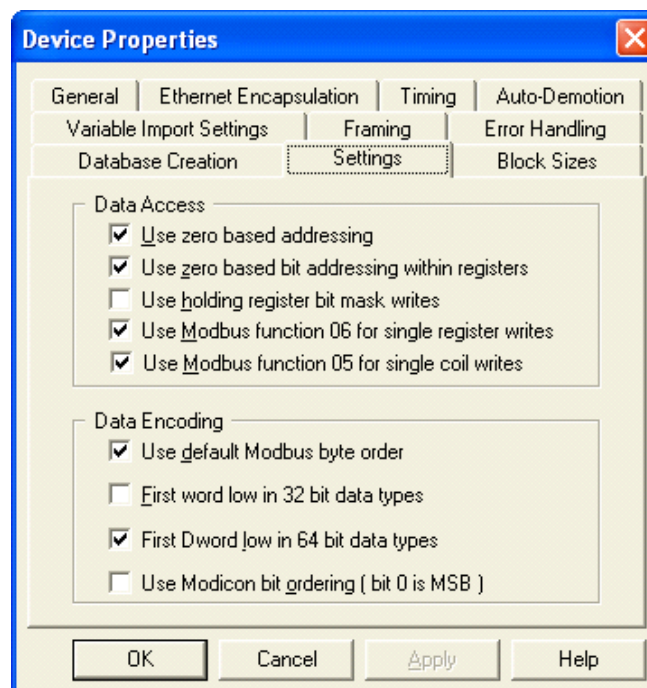 Device Properties
General Ethernet Encapsulation Timing Auto-Demotion
Variable Import Settings Framing Error Handling
Database Creation Settings Block Sizes
Data Access
Use zero based addressing
Use zero based bit addressing within registers
Use holding register bit mask writes
Use Modbus function 06 for single register writes
Use Modbus function 05 for single coil writes
Data Encoding
Use default Modbus byte order
First word low in 32 bit data types
First Dword low in 64 bit data types
Use Modicon bit ordering ( bit 0 is MSB )
OK Cancel Apply Help